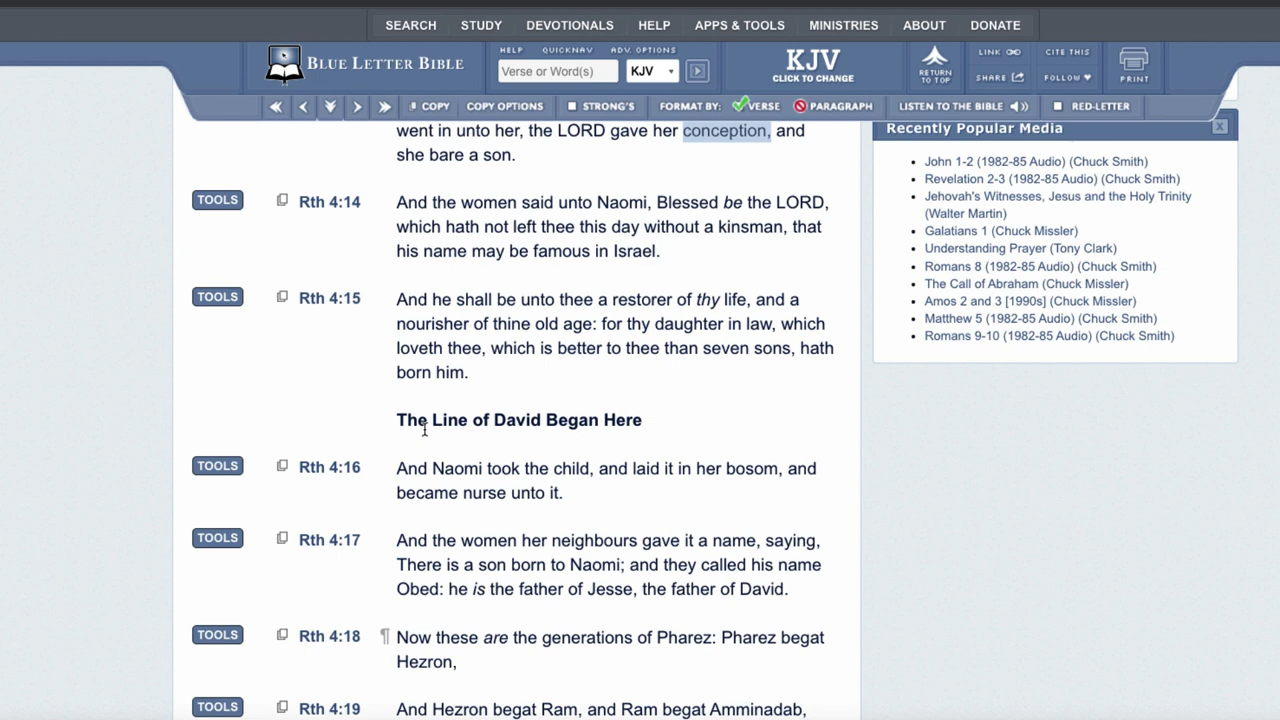 SEARCH STUDY DEVOTIONALS HELP APPS & TOOLS MINISTRIES ABOUT DONATE
BLUE LETTER BIBLE
HELP QUICKNAV ADV. OPTIONS
Verse or Word(s) KJV
KJV
CLICK TO CHANGE
RETURN
TO TOP
LINK CITE THIS
SHARE FOLLOW
PRINT
COPY COPY OPTIONS STRONG'S FORMAT BY: VERSE PARAGRAPH LISTEN TO THE BIBLE RED-LETTER
went in unto her, the LORD gave her conception, and
she bare a son.
TOOLS Rth 4:14 And the women said unto Naomi, Blessed be the LORD,
which hath not left thee this day without a kinsman, that
his name may be famous in Israel.
TOOLS Rth 4:15 And he shall be unto thee a restorer of thy life, and a
nourisher of thine old age: for thy daughter in law, which
loveth thee, which is better to thee than seven sons, hath
born him.
The Line of David Began Here
TOOLS Rth 4:16 And Naomi took the child, and laid it in her bosom, and
became nurse unto it.
TOOLS Rth 4:17 And the women her neighbours gave it a name, saying,
There is a son born to Naomi; and they called his name
Obed: he is the father of Jesse, the father of David.
TOOLS Rth 4:18 ¶ Now these are the generations of Pharez: Pharez begat
Hezron,
TOOLS Rth 4:19 And Hezron begat Ram, and Ram begat Amminadab,
Recently Popular Media X
• John 1-2 (1982-85 Audio) (Chuck Smith)
• Revelation 2-3 (1982-85 Audio) (Chuck Smith)
• Jehovah's Witnesses, Jesus and the Holy Trinity
(Walter Martin)
• Galatians 1 (Chuck Missler)
• Understanding Prayer (Tony Clark)
• Romans 8 (1982-85 Audio) (Chuck Smith)
• The Call of Abraham (Chuck Missler)
• Amos 2 and 3 [1990s] (Chuck Missler)
• Matthew 5 (1982-85 Audio) (Chuck Smith)
• Romans 9-10 (1982-85 Audio) (Chuck Smith)